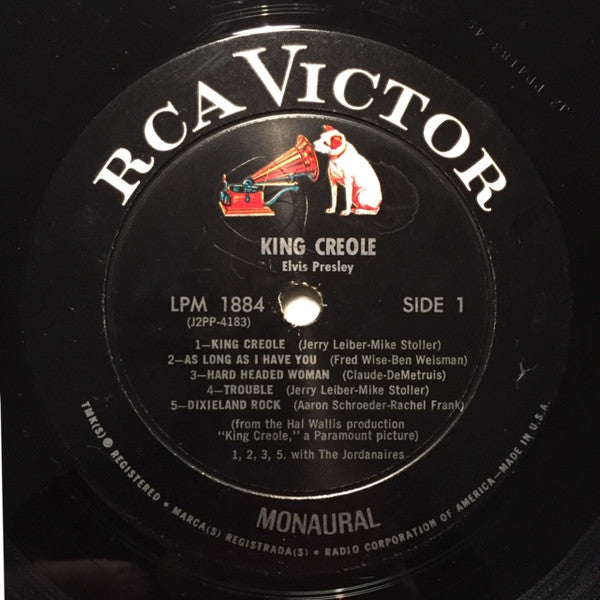 RCA VICTOR
KING CREOLE
Elvis Presley
LPM 1884
SIDE 1
(J2PP-4183)
1—KING CREOLE (Jerry Leiber-Mike Stoller)
2—AS LONG AS I HAVE YOU (Fred Wise-Ben Weisman)
3—HARD HEADED WOMAN (Claude-DeMetruis)
4—TROUBLE (Jerry Leiber-Mike Stoller)
5—DIXIELAND ROCK (Aaron Schroeder-Rachel Frank)
(from the Hal Wallis production
"King Creole," a Paramount picture)
1, 2, 3, 5. with The Jordanaires
MONAURAL
TMK(S) ® REGISTERED • MARCA(S) REGISTRADA(S) • RADIO CORPORATION OF AMERICA—MADE IN U.S.A.